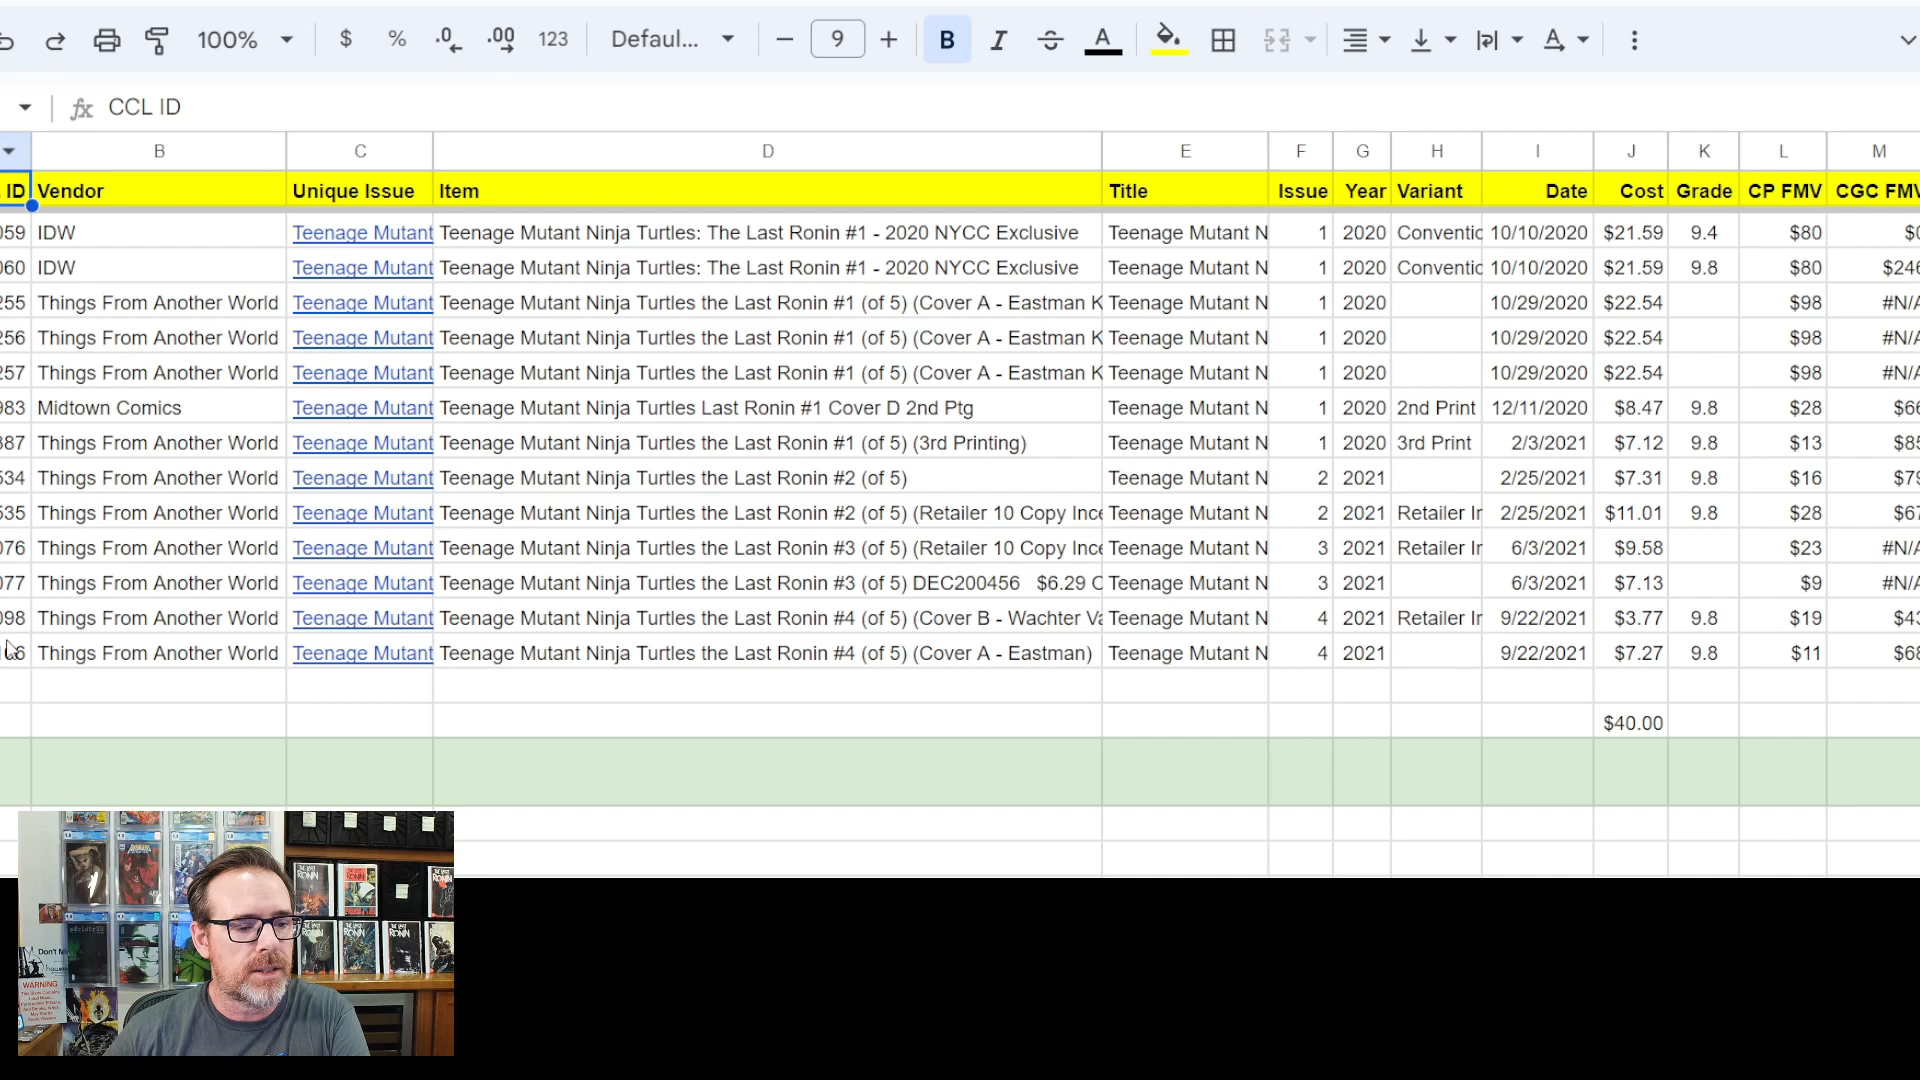 100% $ % .0 .00 123 Defaul... 9 B I A
fx CCL ID
B C D E F G H I J K L M
ID Vendor Unique Issue Item Title Issue Year Variant Date Cost Grade CP FMV CGC FMV
059 IDW Teenage Mutant Teenage Mutant Ninja Turtles: The Last Ronin #1 - 2020 NYCC Exclusive Teenage Mutant N 1 2020 Conventic 10/10/2020 $21.59 9.4 $80 $0
060 IDW Teenage Mutant Teenage Mutant Ninja Turtles: The Last Ronin #1 - 2020 NYCC Exclusive Teenage Mutant N 1 2020 Conventic 10/10/2020 $21.59 9.8 $80 $246
255 Things From Another World Teenage Mutant Teenage Mutant Ninja Turtles the Last Ronin #1 (of 5) (Cover A - Eastman K Teenage Mutant N 1 2020 10/29/2020 $22.54 $98 #N/A
256 Things From Another World Teenage Mutant Teenage Mutant Ninja Turtles the Last Ronin #1 (of 5) (Cover A - Eastman K Teenage Mutant N 1 2020 10/29/2020 $22.54 $98 #N/A
257 Things From Another World Teenage Mutant Teenage Mutant Ninja Turtles the Last Ronin #1 (of 5) (Cover A - Eastman K Teenage Mutant N 1 2020 10/29/2020 $22.54 $98 #N/A
983 Midtown Comics Teenage Mutant Teenage Mutant Ninja Turtles Last Ronin #1 Cover D 2nd Ptg Teenage Mutant N 1 2020 2nd Print 12/11/2020 $8.47 9.8 $28 $66
387 Things From Another World Teenage Mutant Teenage Mutant Ninja Turtles the Last Ronin #1 (of 5) (3rd Printing) Teenage Mutant N 1 2020 3rd Print 2/3/2021 $7.12 9.8 $13 $85
534 Things From Another World Teenage Mutant Teenage Mutant Ninja Turtles the Last Ronin #2 (of 5) Teenage Mutant N 2 2021 2/25/2021 $7.31 9.8 $16 $79
535 Things From Another World Teenage Mutant Teenage Mutant Ninja Turtles the Last Ronin #2 (of 5) (Retailer 10 Copy Ince Teenage Mutant N 2 2021 Retailer Ir 2/25/2021 $11.01 9.8 $28 $67
076 Things From Another World Teenage Mutant Teenage Mutant Ninja Turtles the Last Ronin #3 (of 5) (Retailer 10 Copy Ince Teenage Mutant N 3 2021 Retailer Ir 6/3/2021 $9.58 $23 #N/A
077 Things From Another World Teenage Mutant Teenage Mutant Ninja Turtles the Last Ronin #3 (of 5) DEC200456 $6.29 C Teenage Mutant N 3 2021 6/3/2021 $7.13 $9 #N/A
098 Things From Another World Teenage Mutant Teenage Mutant Ninja Turtles the Last Ronin #4 (of 5) (Cover B - Wachter Va Teenage Mutant N 4 2021 Retailer Ir 9/22/2021 $3.77 9.8 $19 $43
Things From Another World Teenage Mutant Teenage Mutant Ninja Turtles the Last Ronin #4 (of 5) (Cover A - Eastman) Teenage Mutant N 4 2021 9/22/2021 $7.27 9.8 $11 $68
$40.00
THE LAST RONIN
Don't Mi
WARNING